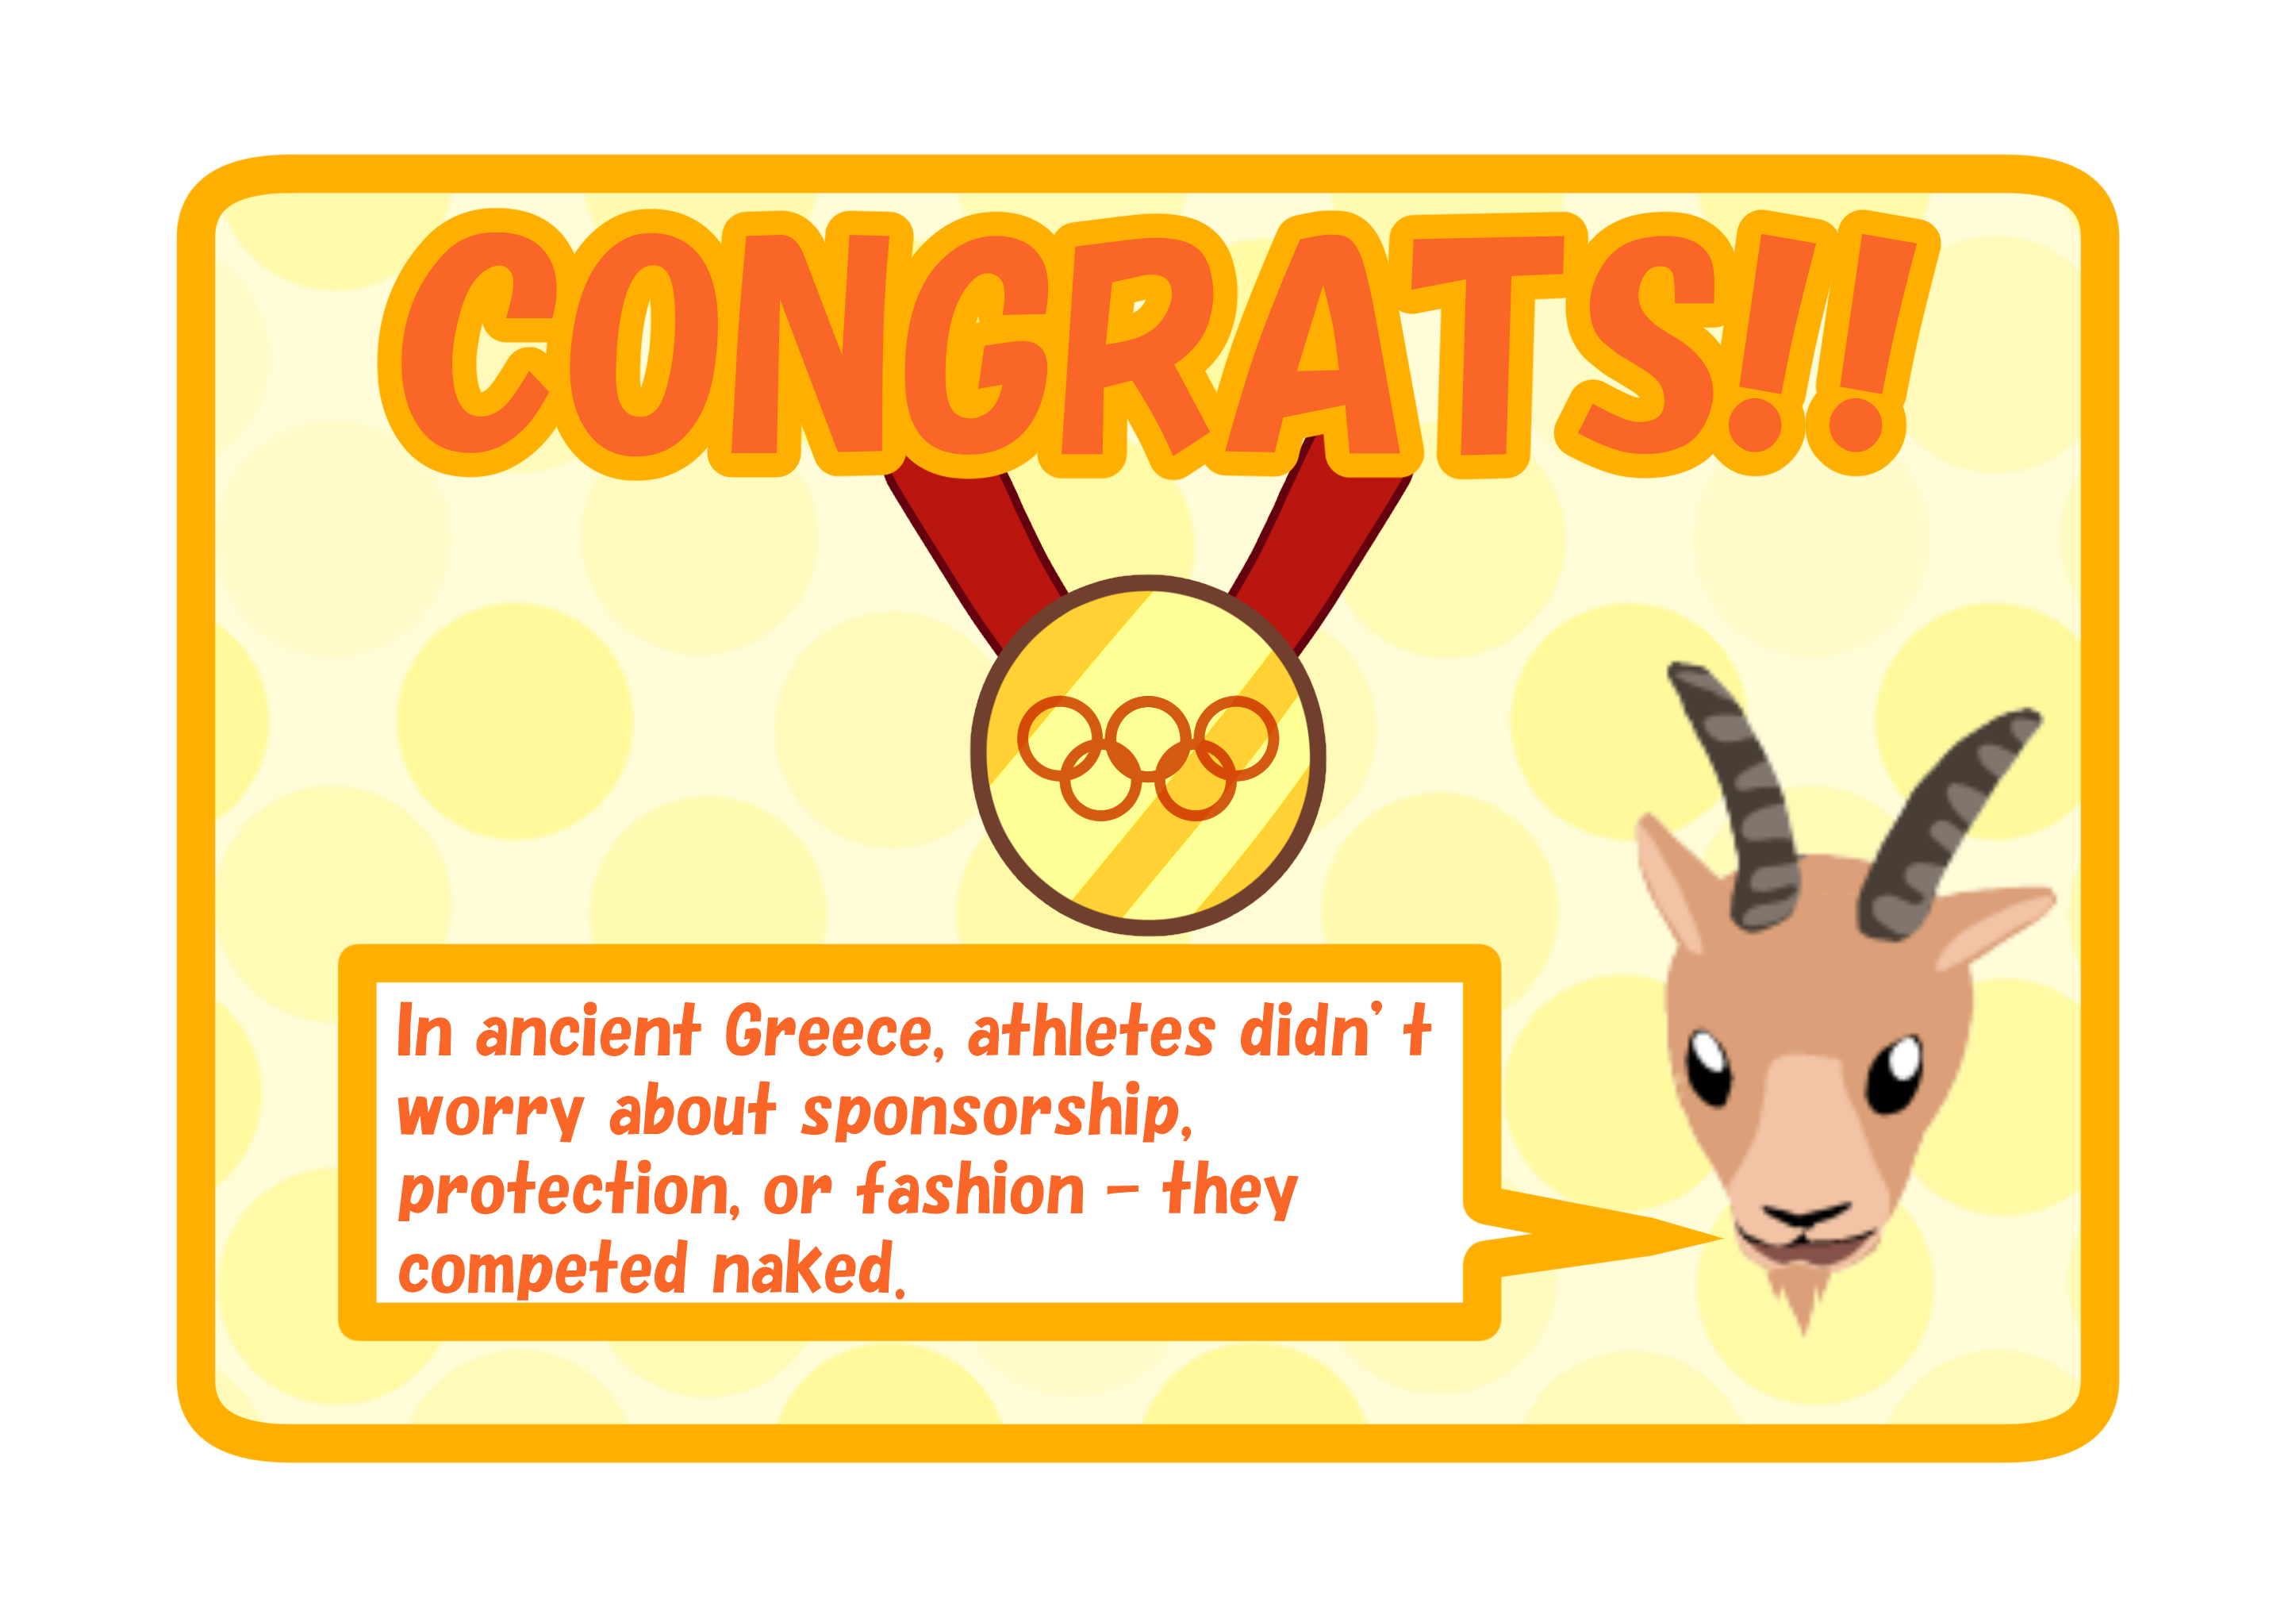 CONGRATS!!
In ancient Greece, athletes didn't
worry about sponsorship,
protection, or fashion – they
competed naked.